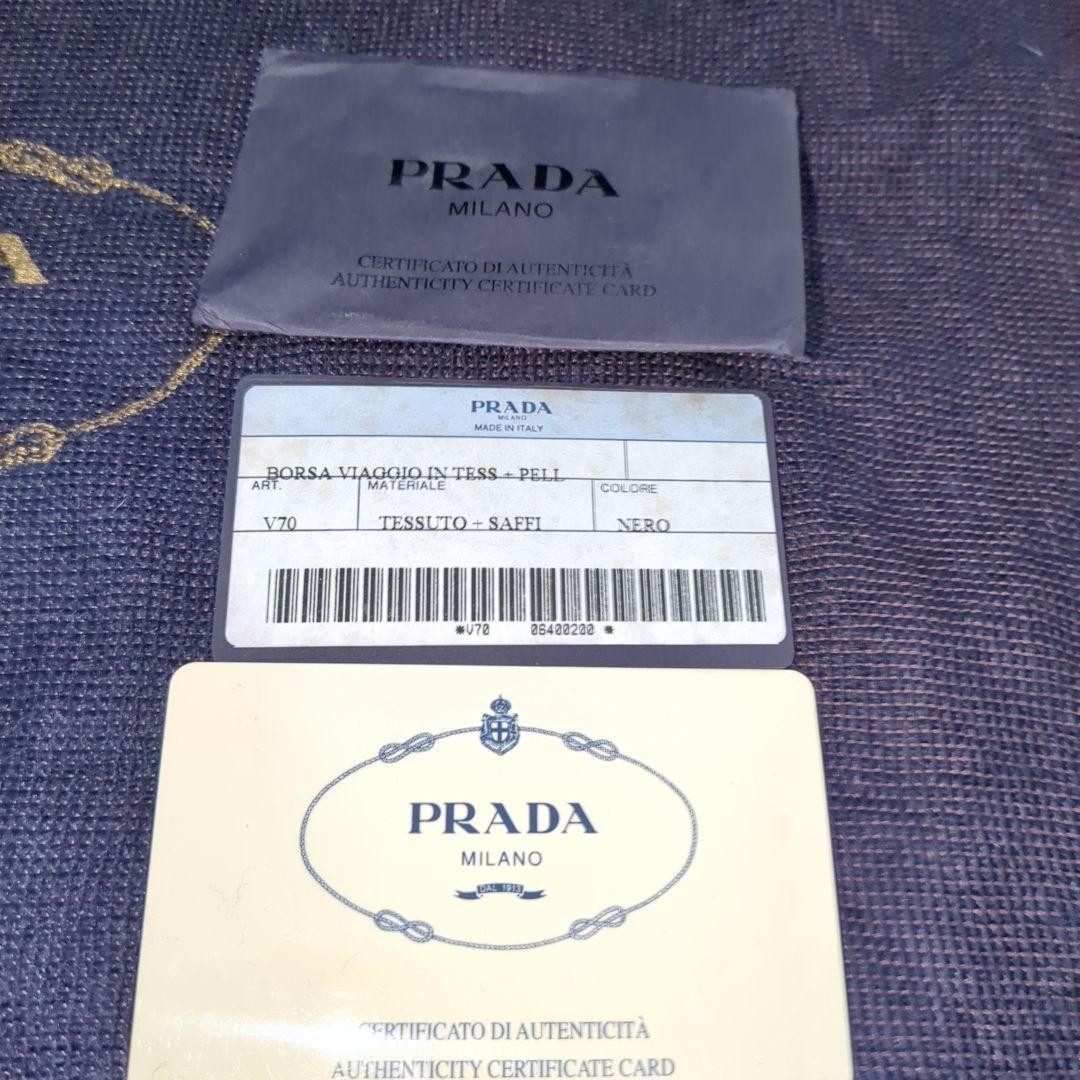 A
PRADA
MILANO
CERTIFICATO DI AUTENTICITÀ
AUTHENTICITY CERTIFICATE CARD
PRADA
MILANO
MADE IN ITALY
BORSA VIAGGIO IN TESS + PELL
ART. MATERIALE COLORE
V70 TESSUTO + SAFFI NERO
*V70 06400200 *
PRADA
MILANO
DAL 1913
CERTIFICATO DI AUTENTICITÀ
AUTHENTICITY CERTIFICATE CARD